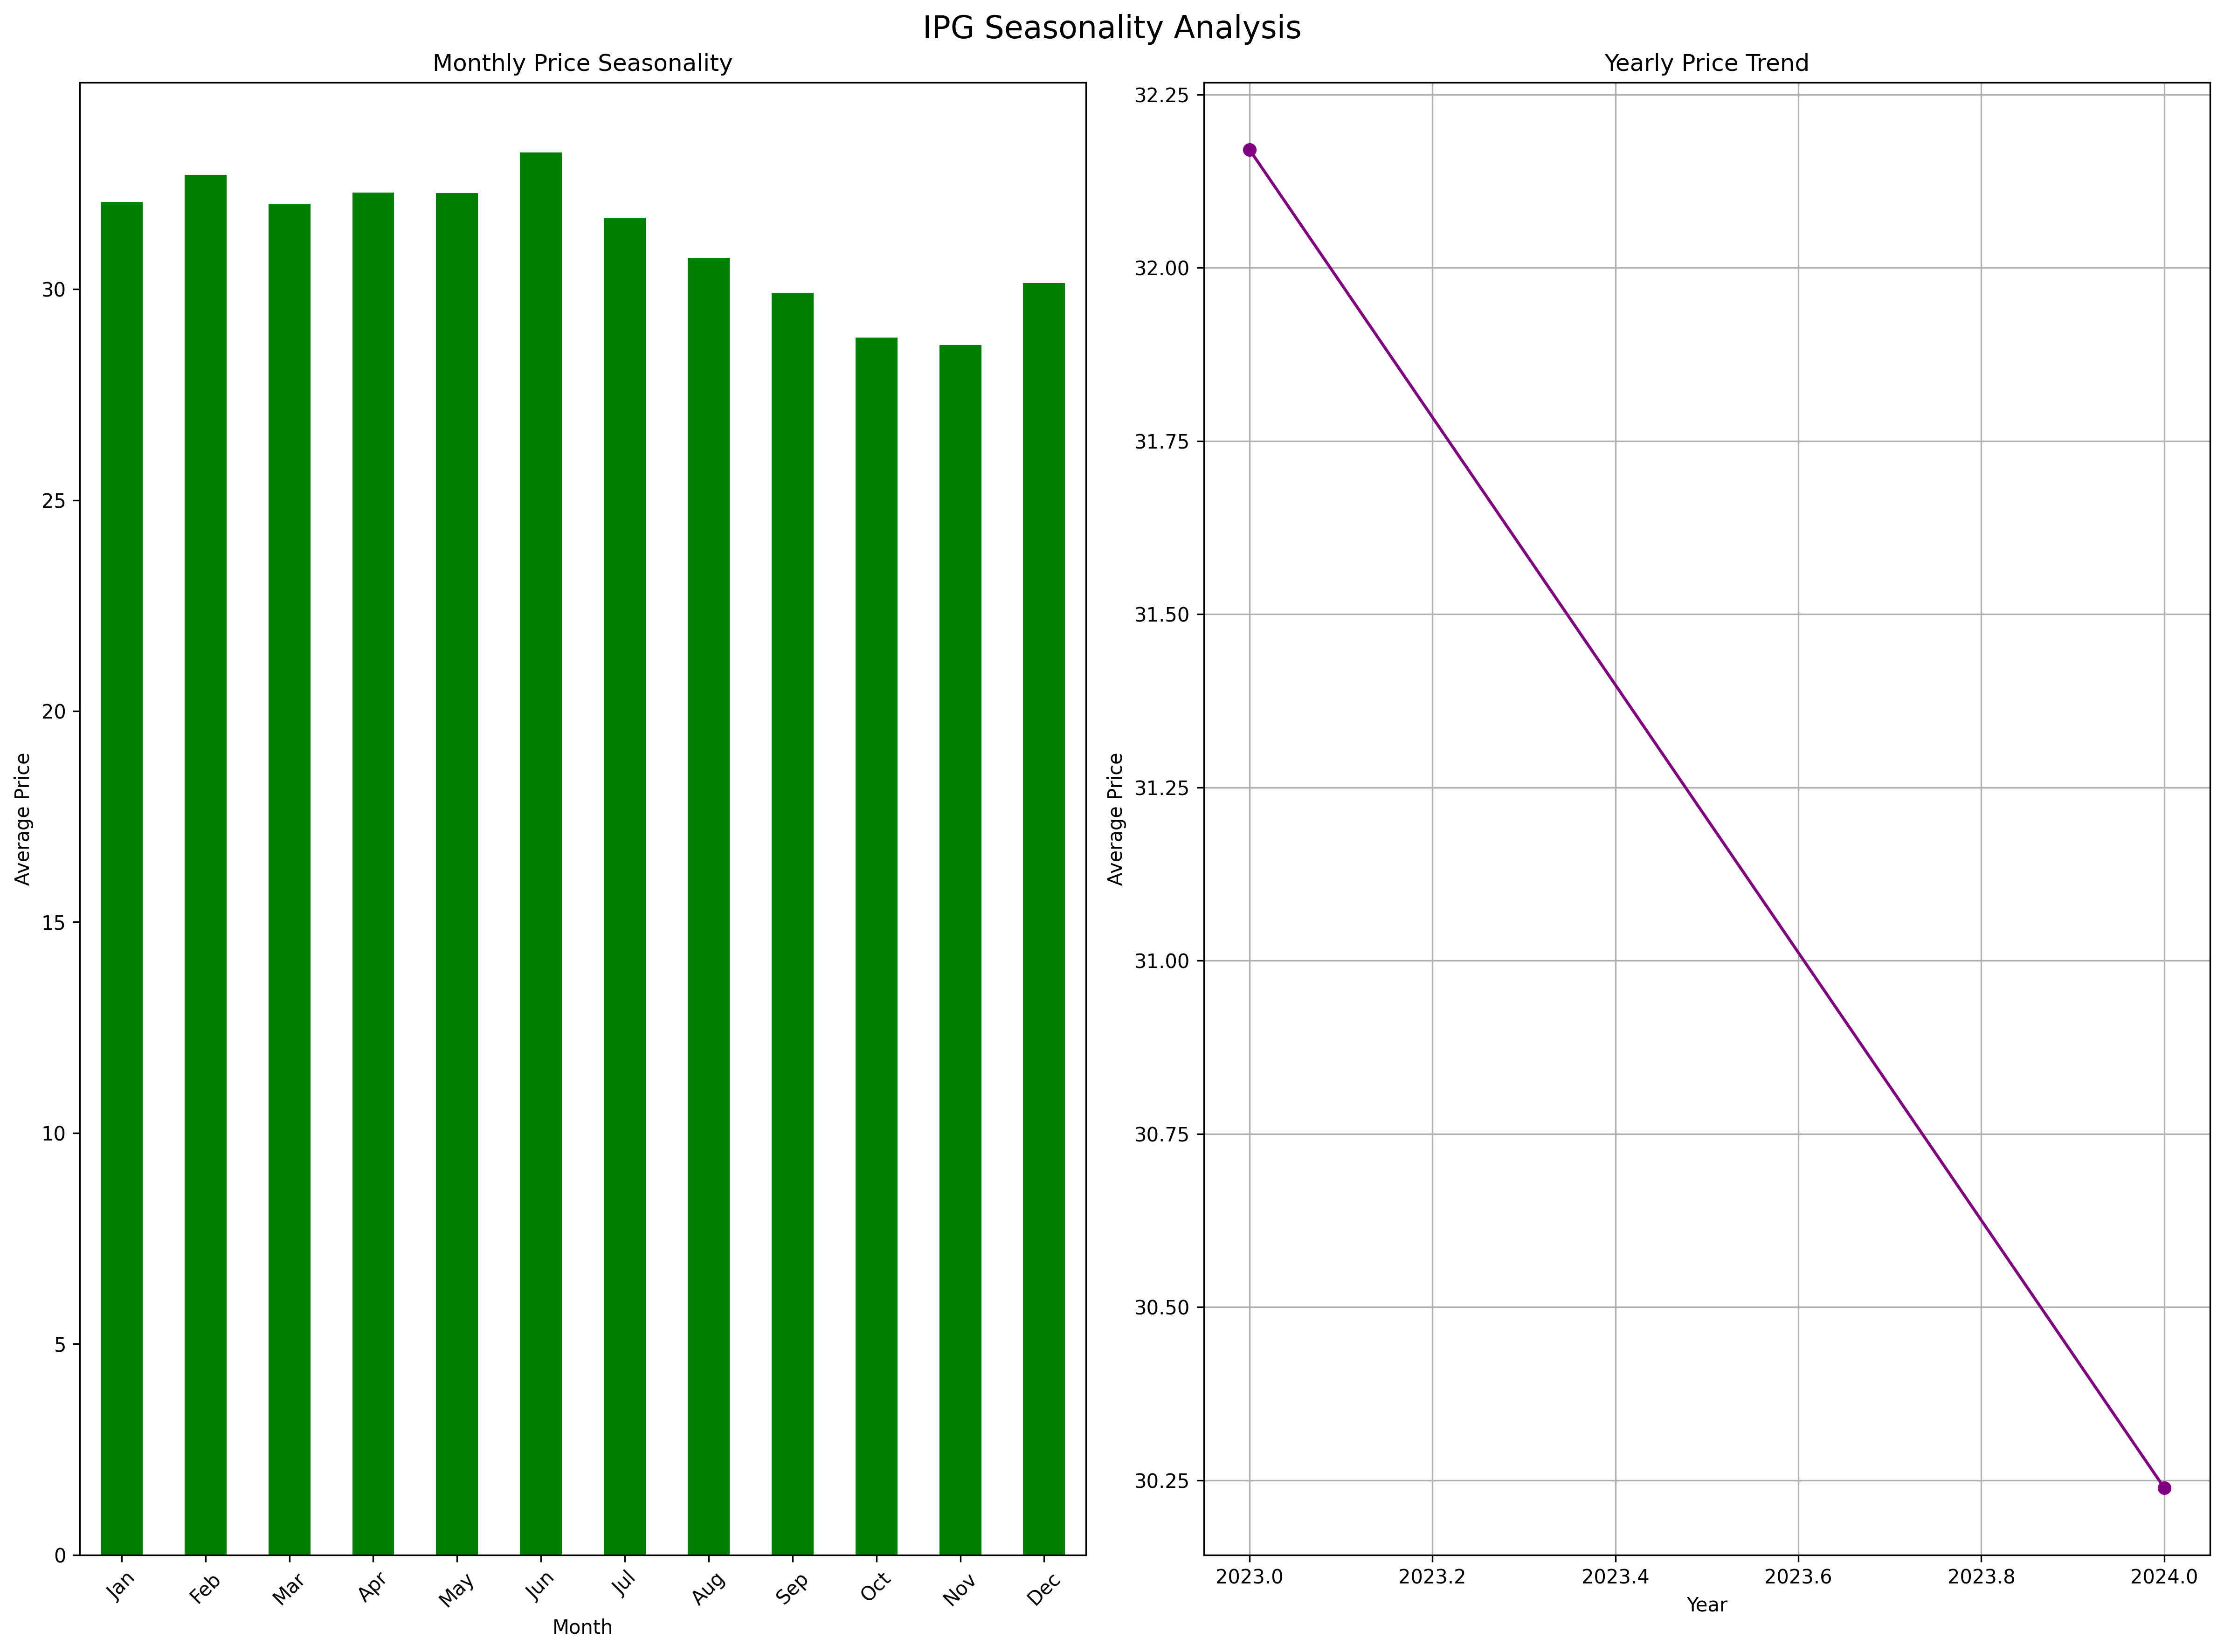 IPG Seasonality Analysis
Monthly Price Seasonality
Average Price
30
25
20
15
10
5
0
Jan Feb Mar Apr May Jun Jul Aug Sep Oct Nov Dec
Month
Yearly Price Trend
Average Price
32.25
32.00
31.75
31.50
31.25
31.00
30.75
30.50
30.25
2023.0 2023.2 2023.4 2023.6 2023.8 2024.0
Year